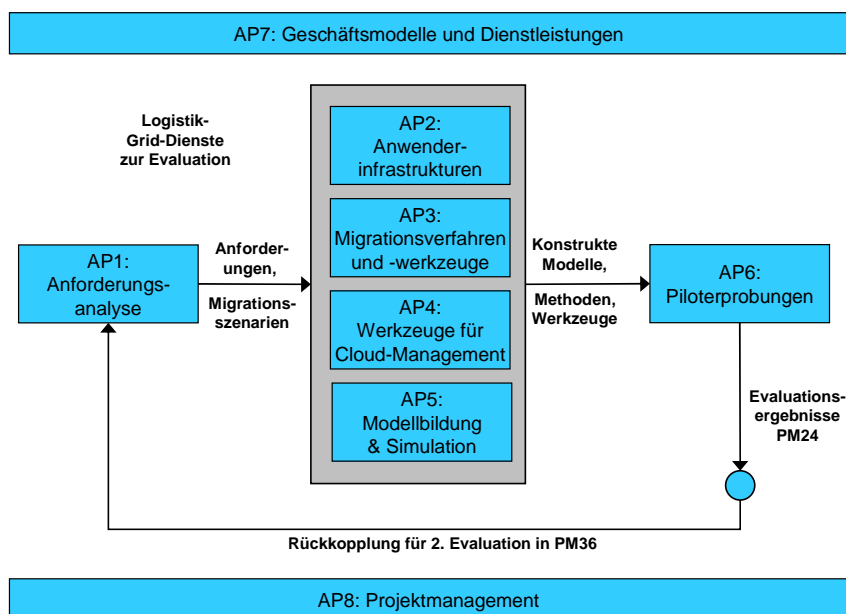 AP7: Geschäftsmodelle und Dienstleistungen
Logistik-
Grid-Dienste
zur Evaluation
AP2:
Anwender-
infrastrukturen
AP3:
Migrationsverfahren
und -werkzeuge
AP1:
Anforderungs-
analyse
Anforder-
ungen,
Migrations-
szenarien
AP4:
Werkzeuge für
Cloud-Management
AP5:
Modellbildung
& Simulation
Konstrukte
Modelle,
Methoden,
Werkzeuge
AP6:
Piloterprobungen
Evaluations-
ergebnisse
PM24
Rückkopplung für 2. Evaluation in PM36
AP8: Projektmanagement